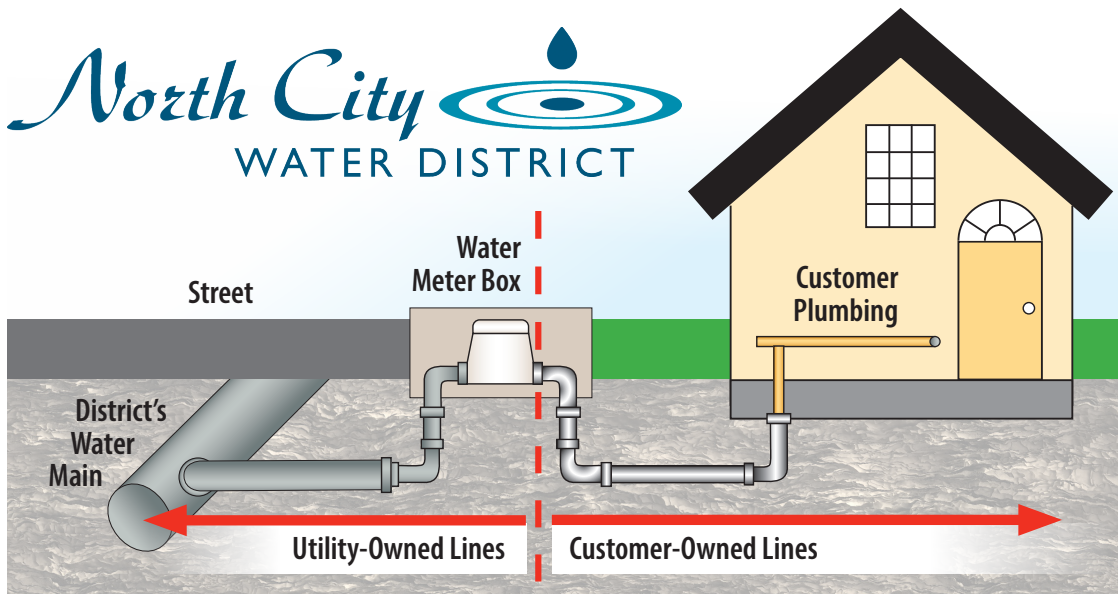 North City
WATER DISTRICT
Water
Meter Box
Street
Customer
Plumbing
District's
Water
Main
Utility-Owned Lines
Customer-Owned Lines